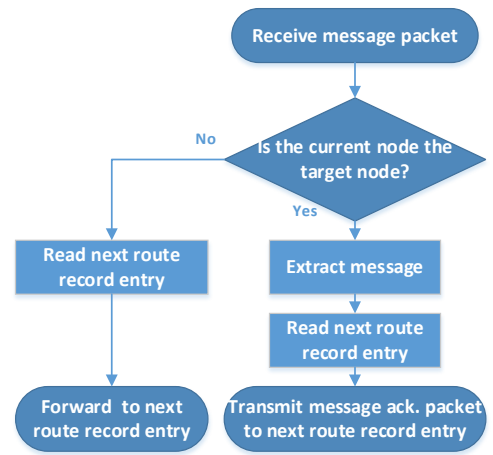 Receive message packet
Is the current node the
target node?
No
Yes
Read next route
record entry
Extract message
Read next route
record entry
Forward to next
route record entry
Transmit message ack. packet
to next route record entry